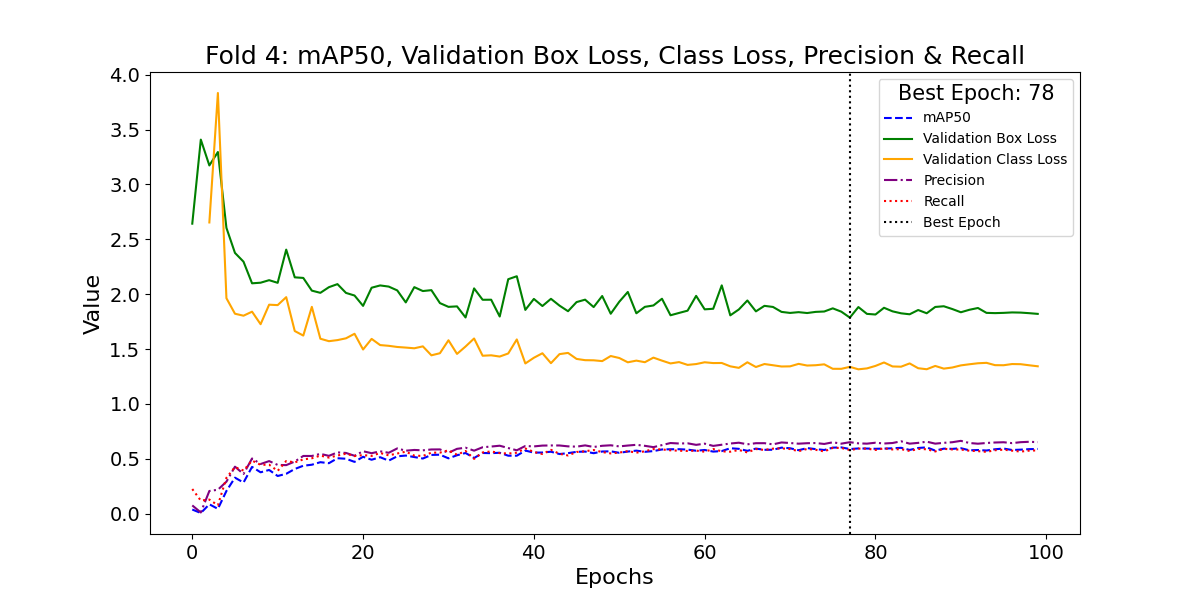 Fold 4: mAP50, Validation Box Loss, Class Loss, Precision & Recall
4.0
3.5
3.0
2.5
2.0
1.5
1.0
0.5
0.0
Value
Best Epoch: 78
mAP50
Validation Box Loss
Validation Class Loss
Precision
Recall
Best Epoch
0 20 40 60 80 100
Epochs